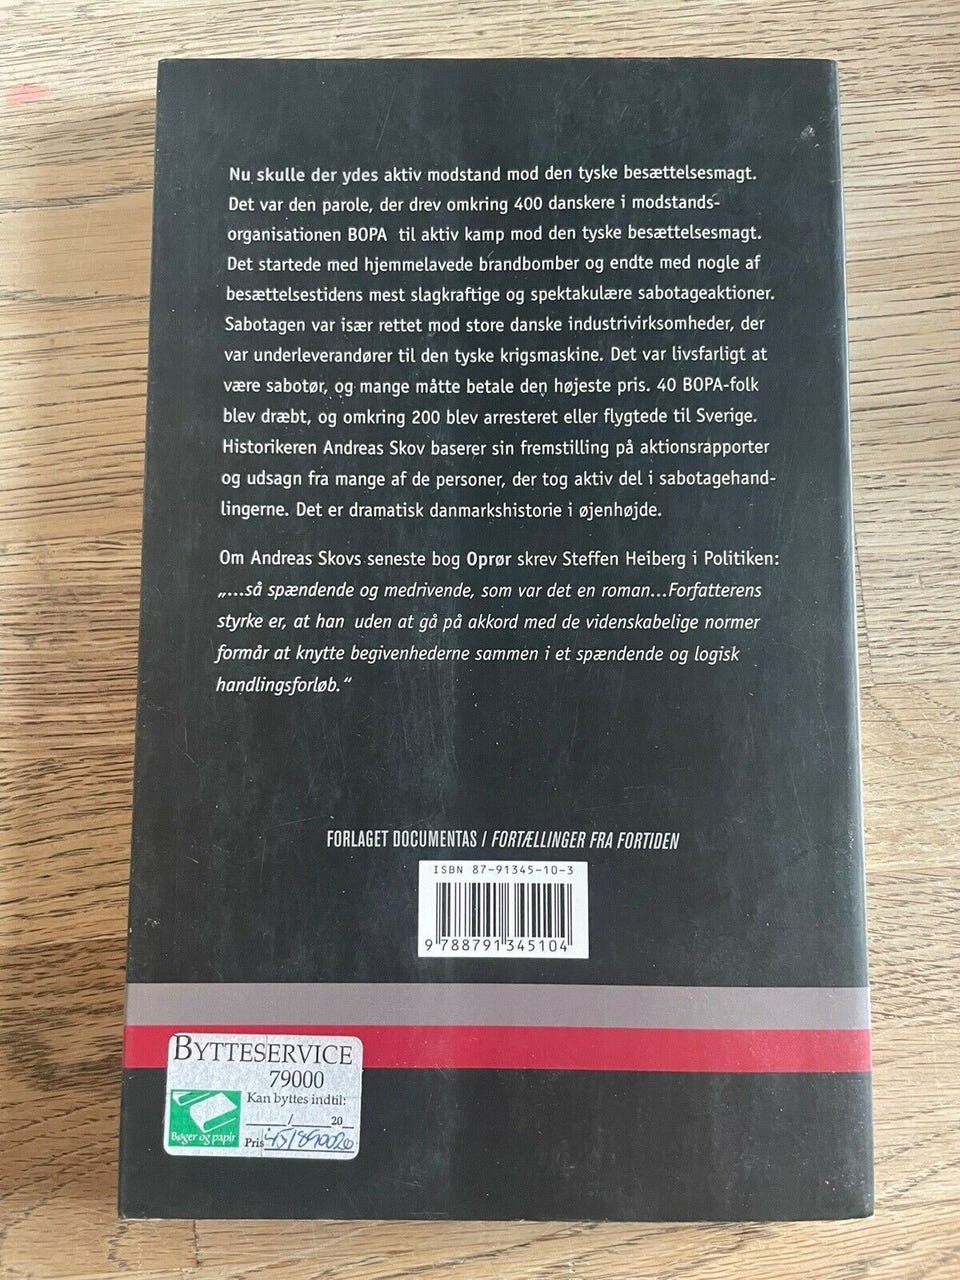 Nu skulle der ydes aktiv modstand mod den tyske besættelsesmagt.
Det var den parole, der drev omkring 400 danskere i modstands-
organisationen BOPA til aktiv kamp mod den tyske besættelsesmagt.
Det startede med hjemmelavede brandbomber og endte med nogle af
besættelsestidens mest slagkraftige og spektakulære sabotageaktioner.
Sabotagen var især rettet mod store danske industrivirksomheder, der
var underleverandører til den tyske krigsmaskine. Det var livsfarligt at
være sabotør, og mange måtte betale den højeste pris. 40 BOPA-folk
blev dræbt, og omkring 200 blev arresteret eller flygtede til Sverige.
Historikeren Andreas Skov baserer sin fremstilling på aktionsrapporter
og udsagn fra mange af de personer, der tog aktiv del i sabotagehand-
lingerne. Det er dramatisk danmarkshistorie i øjenhøjde.
Om Andreas Skovs seneste bog Oprør skrev Steffen Heiberg i Politiken:
„...så spændende og medrivende, som var det en roman...Forfatterens
styrke er, at han uden at gå på akkord med de videnskabelige normer
formår at knytte begivenhederne sammen i et spændende og logisk
handlingsforløb.“
FORLAGET DOCUMENTAS / FORTÆLLINGER FRA FORTIDEN
ISBN 87-91345-10-3
9 788791 345104
BYTTESERVICE
79000
Kan byttes indtil:
/ 20
Bøger og papir
Pris